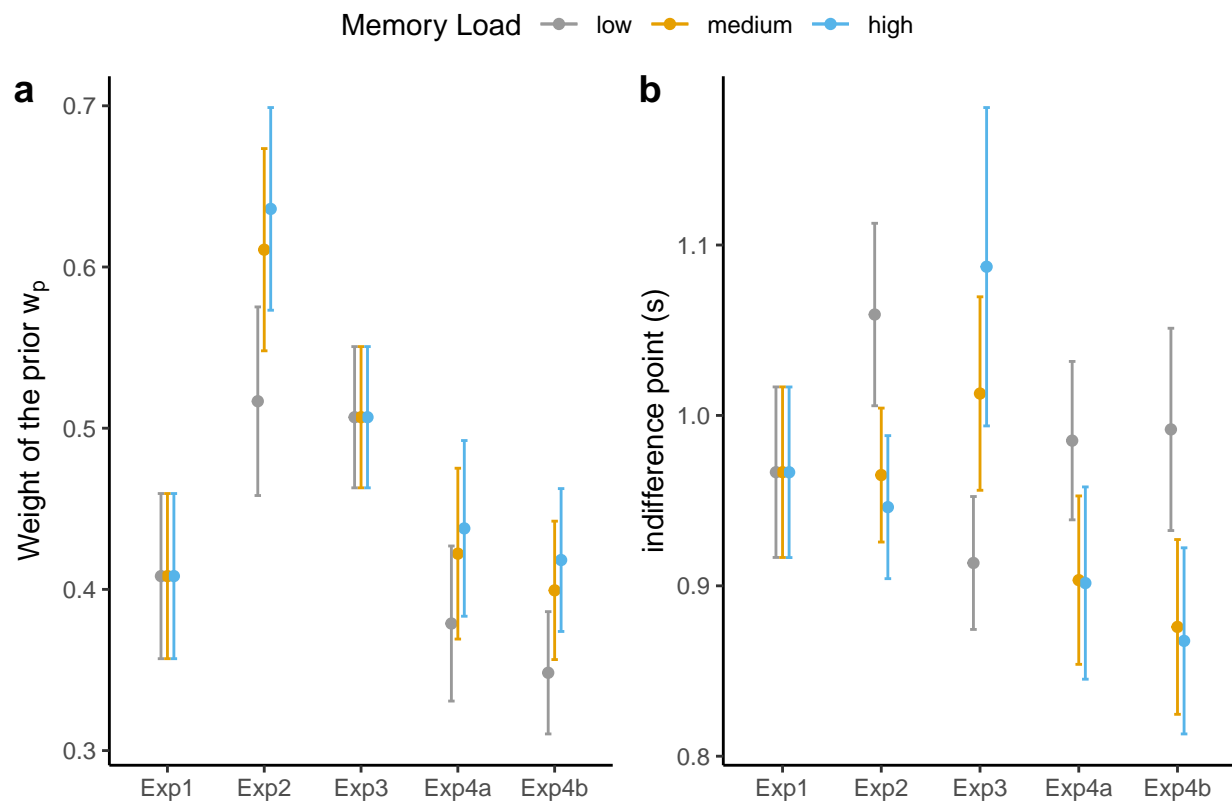 Memory Load low medium high
a
Weight of the prior wₚ
0.7
0.6
0.5
0.4
0.3
Exp1 Exp2 Exp3 Exp4a Exp4b
b
indifference point (s)
1.1
1.0
0.9
0.8
Exp1 Exp2 Exp3 Exp4a Exp4b